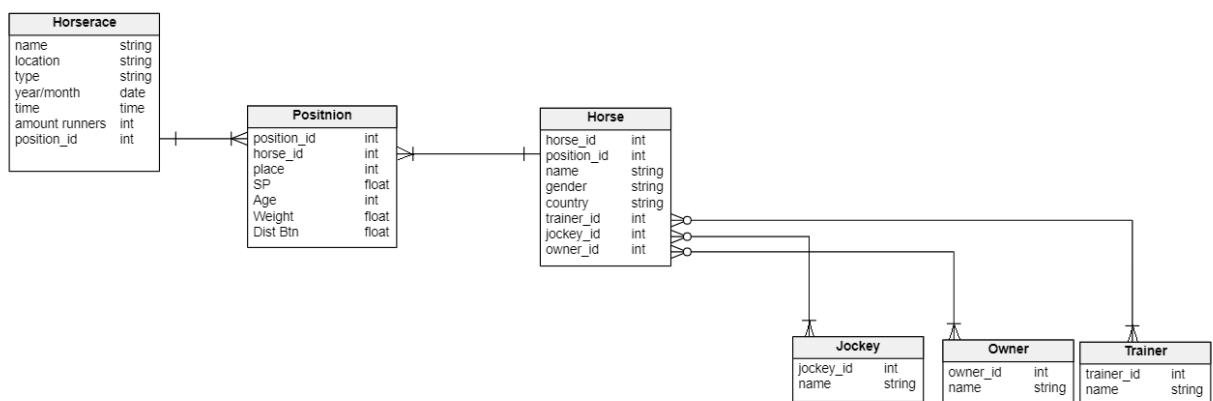 Horserace
name string
location string
type string
year/month date
time time
amount runners int
position_id int
Positnion
position_id int
horse_id int
place int
SP float
Age int
Weight float
Dist Btn float
Horse
horse_id int
position_id int
name string
gender string
country string
trainer_id int
jockey_id int
owner_id int
Jockey
jockey_id int
name string
Owner
owner_id int
name string
Trainer
trainer_id int
name string